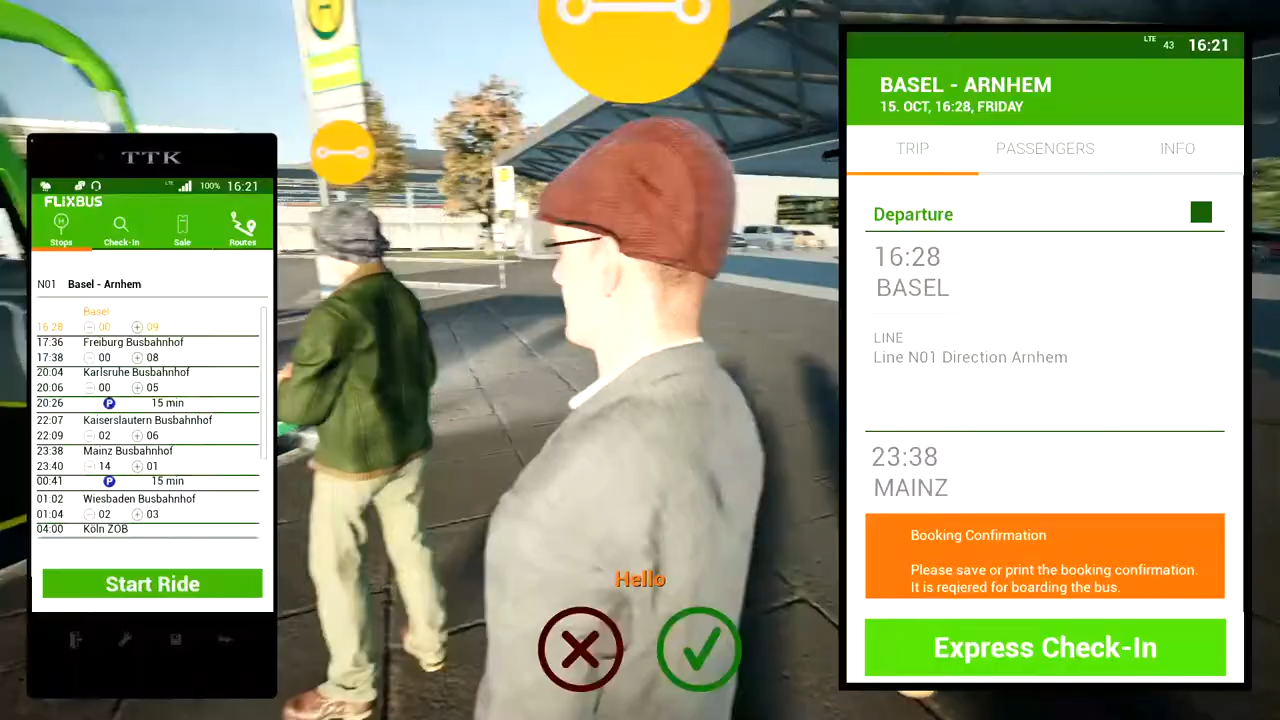 TTK
LTE 100% 16:21
FLiXBUS
Stops Check-In Sale Routes
N01 Basel - Arnhem
Basel
16:28 00 09
17:36 Freiburg Busbahnhof
17:38 00 08
20:04 Karlsruhe Busbahnhof
20:06 00 05
20:26 P 15 min
22:07 Kaiserslautern Busbahnhof
22:09 02 06
23:38 Mainz Busbahnhof
23:40 14 01
00:41 P 15 min
01:02 Wiesbaden Busbahnhof
01:04 02 03
04:00 Köln ZOB
Start Ride
Hello
LTE 43 16:21
BASEL - ARNHEM
15. OCT, 16:28, FRIDAY
TRIP PASSENGERS INFO
Departure
16:28
BASEL
LINE
Line N01 Direction Arnhem
23:38
MAINZ
Booking Confirmation
Please save or print the booking confirmation.
It is reqiered for boarding the bus.
Express Check-In